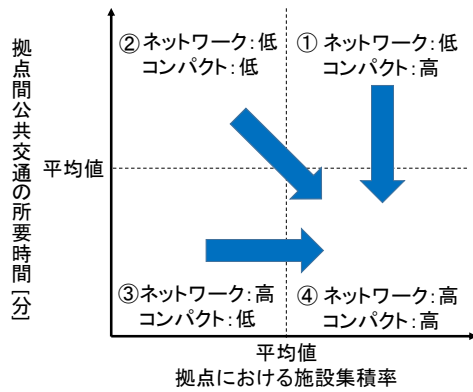 拠点間公共交通の所要時間[分]
②ネットワーク:低
コンパクト:低
①ネットワーク:低
コンパクト:高
平均値
③ネットワーク:高
コンパクト:低
④ネットワーク:高
コンパクト:高
平均値
拠点における施設集積率